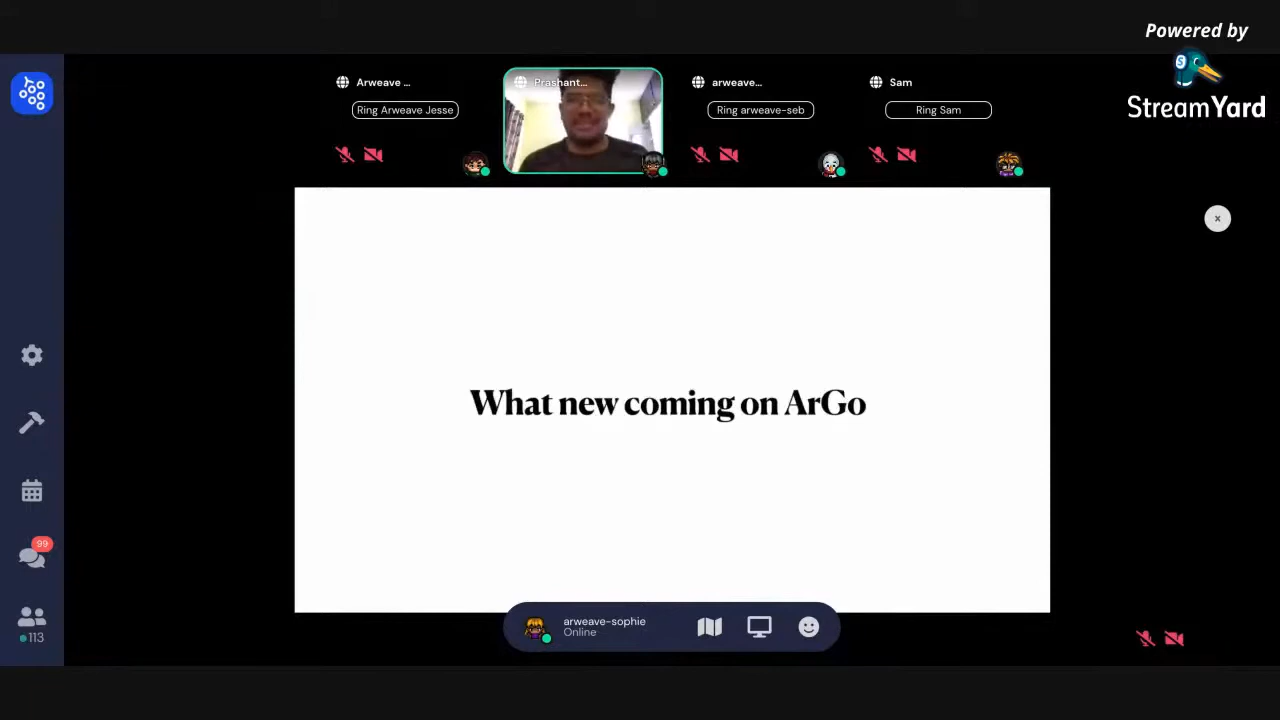 Powered by
StreamYard
Arweave ...
Ring Arweave Jesse
Prashant...
arweave...
Ring arweave-seb
Sam
Ring Sam
What new coming on ArGo
99
113
arweave-sophie
Online